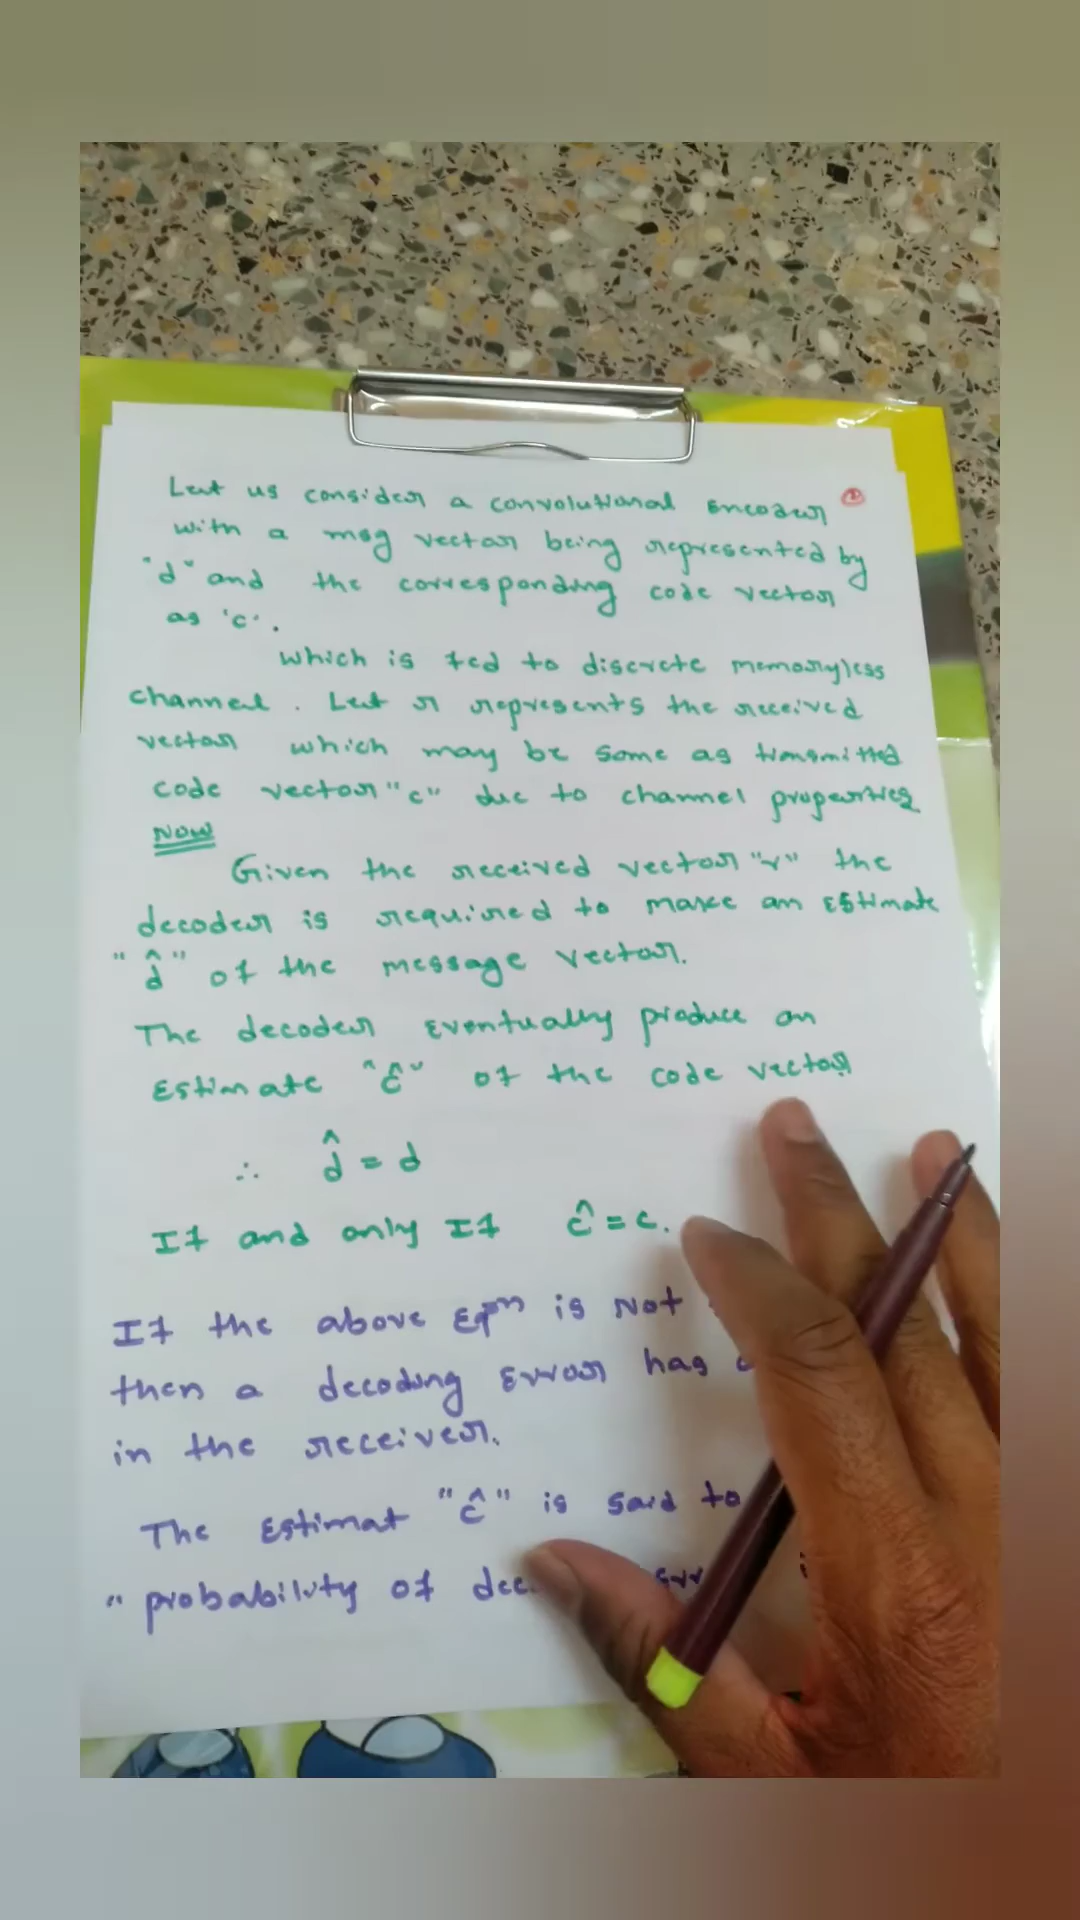 Let us consider a convolutional encoder
with a msg vector being represented by
"d" and the corresponding code vector
as 'c'.
which is fed to discrete memoryless
channel. Let r represents the received
vector which may be some as transmitted
code vector "c" due to channel properties
NOW
Given the received vector "r" the
decoder is required to make an Estimate
"d̂" of the message vector.
The decoder Eventually produce an
Estimate "ĉ" of the code vector
∴ d̂ = d
If and only If ĉ = c.
If the above Eqn is Not
then a decoding Error has
in the receiver.
The Estimat "ĉ" is said to
" probability of